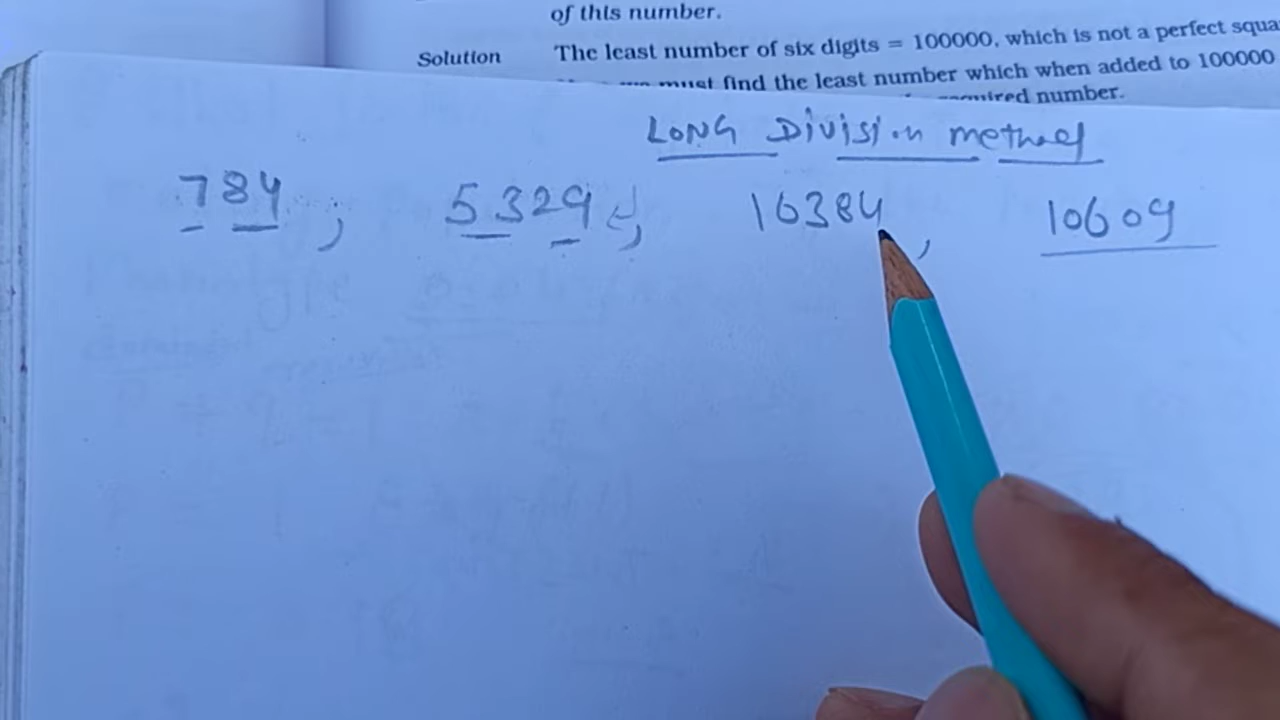 of this number.
Solution The least number of six digits = 100000, which is not a perfect squa
must find the least number which when added to 100000
required number.
LONG Division method
784, 5329, 16384, 10609